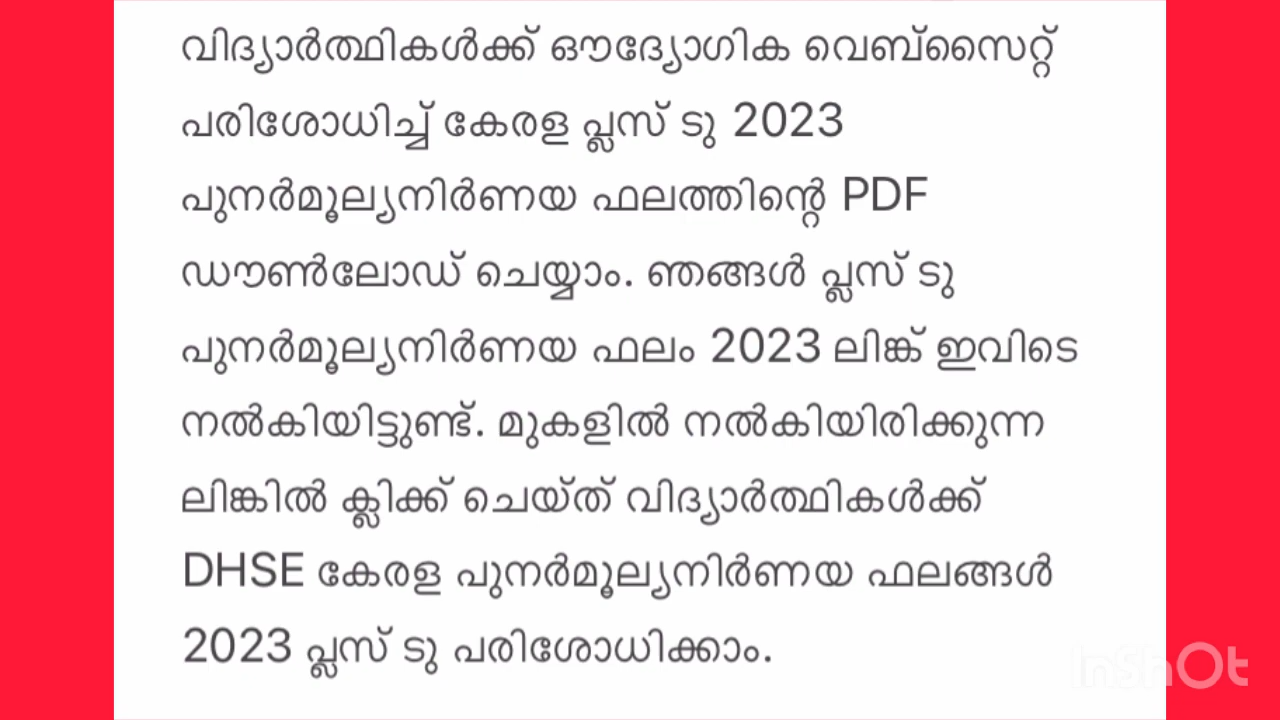 വിദ്യാർത്ഥികൾക്ക് ഔദ്യോഗിക വെബ്സൈറ്റ്
പരിശോധിച്ച് കേരള പ്ലസ് ടു 2023
പുനർമൂല്യനിർണയ ഫലത്തിന്റെ PDF
ഡൗൺലോഡ് ചെയ്യാം. ഞങ്ങൾ പ്ലസ് ടു
പുനർമൂല്യനിർണയ ഫലം 2023 ലിങ്ക് ഇവിടെ
നൽകിയിട്ടുണ്ട്. മുകളിൽ നൽകിയിരിക്കുന്ന
ലിങ്കിൽ ക്ലിക്ക് ചെയ്ത് വിദ്യാർത്ഥികൾക്ക്
DHSE കേരള പുനർമൂല്യനിർണയ ഫലങ്ങൾ
2023 പ്ലസ് ടു പരിശോധിക്കാം.
InShOt